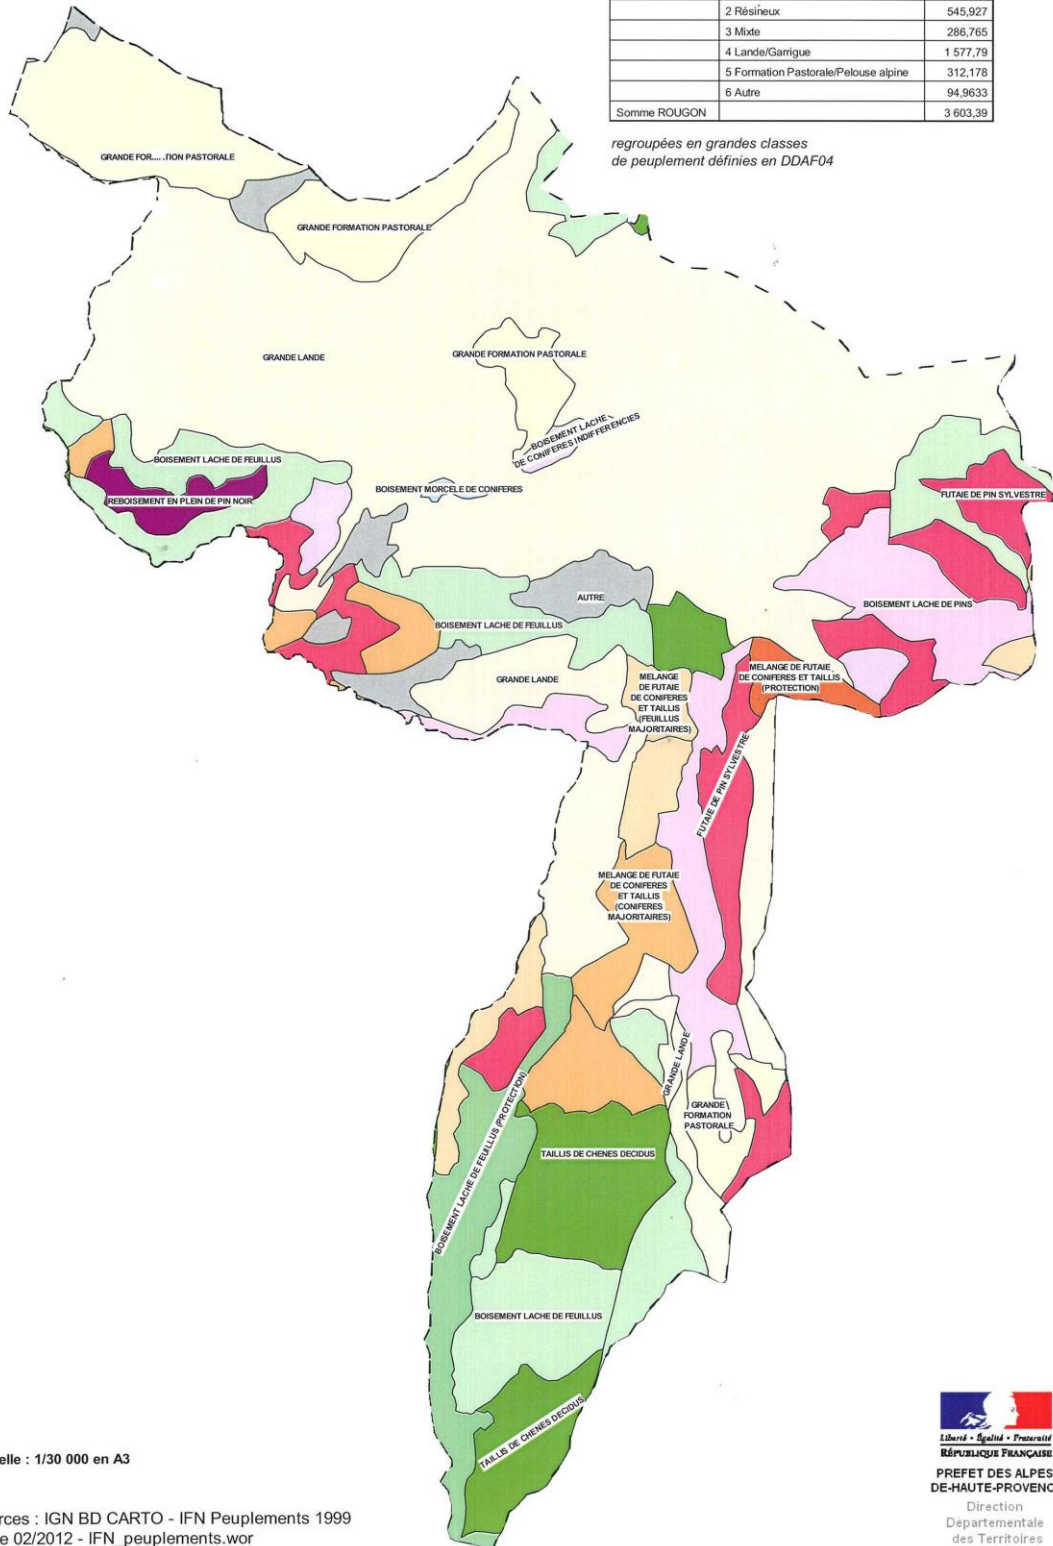 2 Résineux 545,927
3 Mixte 286,765
4 Lande/Garrigue 1 577,79
5 Formation Pastorale/Pelouse alpine 312,178
6 Autre 94,9633
Somme ROUGON 3 603,39
regroupées en grandes classes
de peuplement définies en DDAF04
GRANDE FOR.... .TION PASTORALE
GRANDE FORMATION PASTORALE
GRANDE LANDE
GRANDE FORMATION PASTORALE
BOISEMENT LACHE
DE CONIFERES INDIFFERENCIES
BOISEMENT LACHE DE FEUILLUS
BOISEMENT MORCELE DE CONIFERES
REBOISEMENT EN PLEIN DE PIN NOIR
FUTAIE DE PIN SYLVESTRE
AUTRE
BOISEMENT LACHE DE PINS
BOISEMENT LACHE DE FEUILLUS
GRANDE LANDE
MELANGE
DE FUTAIE
DE CONIFERES
ET TAILLIS
(FEUILLUS
MAJORITAIRES)
MELANGE DE FUTAIE
DE CONIFERES ET TAILLIS
(PROTECTION)
FUTAIE DE PIN SYLVESTRE
MELANGE DE FUTAIE
DE CONIFERES
ET TAILLIS
(CONIFERES
MAJORITAIRES)
GRANDE LANDE
BOISEMENT LACHE DE FEUILLUS (PROTECTION)
GRANDE
FORMATION
PASTORALE
TAILLIS DE CHENES DECIDUS
BOISEMENT LACHE DE FEUILLUS
TAILLIS DE CHENES DECIDUS
elle : 1/30 000 en A3
rces : IGN BD CARTO - IFN Peuplements 1999
e 02/2012 - IFN_peuplements.wor
Liberté • Égalité • Fraternité
RÉPUBLIQUE FRANÇAISE
PREFET DES ALPES
DE-HAUTE-PROVENC
Direction
Départementale
des Territoires